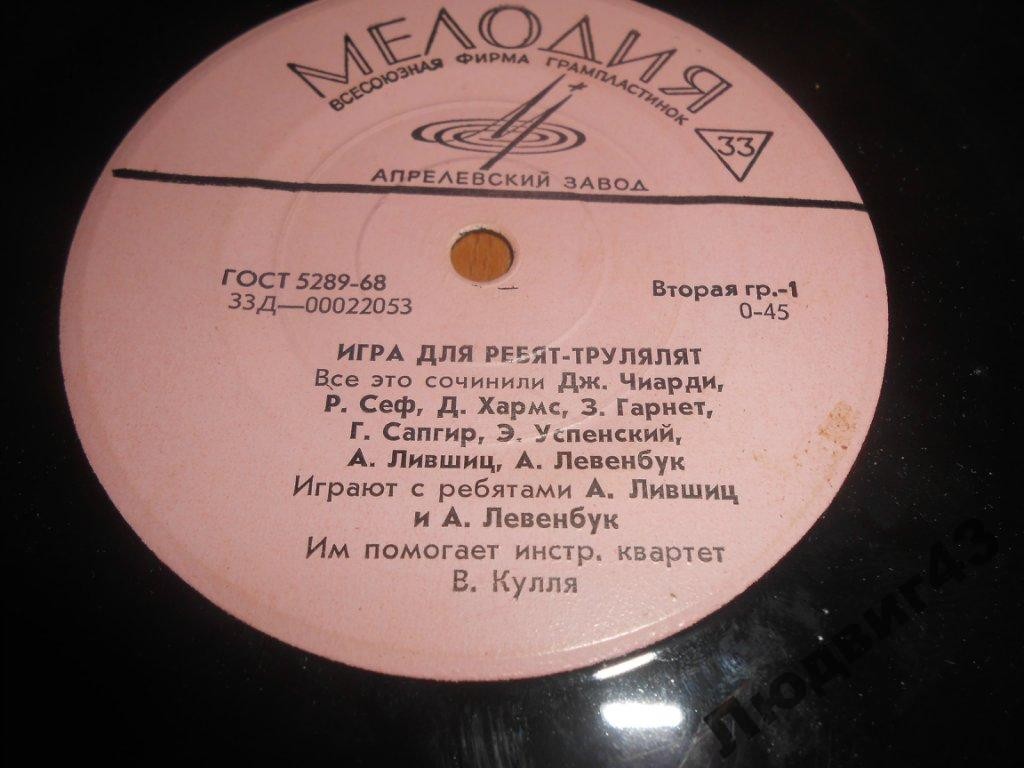 МЕЛОДИЯ
ВСЕСОЮЗНАЯ ФИРМА ГРАМПЛАСТИНОК
33
АПРЕЛЕВСКИЙ ЗАВОД
ГОСТ 5289-68
33Д—00022053
Вторая гр.-1
0-45
ИГРА ДЛЯ РЕБЯТ-ТРУЛЯЛЯТ
Все это сочинили Дж. Чиарди,
Р. Сеф, Д. Хармс, З. Гарнет,
Г. Сапгир, Э. Успенский,
А. Лившиц, А. Левенбук
Играют с ребятами А. Лившиц
и А. Левенбук
Им помогает инстр. квартет
В. Кулля
Людвиг43